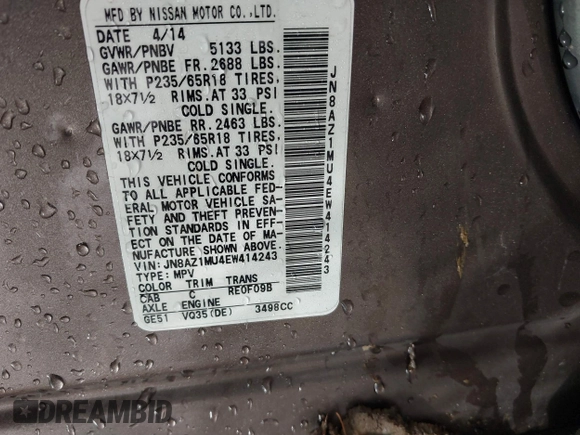 MFD BY NISSAN MOTOR CO.,LTD.
DATE 4/14
GVWR/PNBV 5133 LBS.
GAWR/PNBE FR. 2688 LBS.
WITH P235/65R18 TIRES,
18X7½ RIMS.AT 33 PSI
COLD SINGLE.
GAWR/PNBE RR. 2463 LBS.
WITH P235/65R18 TIRES,
18X7½ RIMS.AT 33 PSI
COLD SINGLE.
THIS VEHICLE CONFORMS
TO ALL APPLICABLE FED-
ERAL MOTOR VEHICLE SA-
FETY AND THEFT PREVEN-
TION STANDARDS IN EFF-
ECT ON THE DATE OF MA-
NUFACTURE SHOWN ABOVE.
VIN: JN8AZ1MU4EW414243
TYPE: MPV
COLOR TRIM TRANS
CAB C RE0F09B
AXLE ENGINE
GE51 VQ35(DE) 3498CC
JN8AZ1MU4EW414243
DREAMBID.com